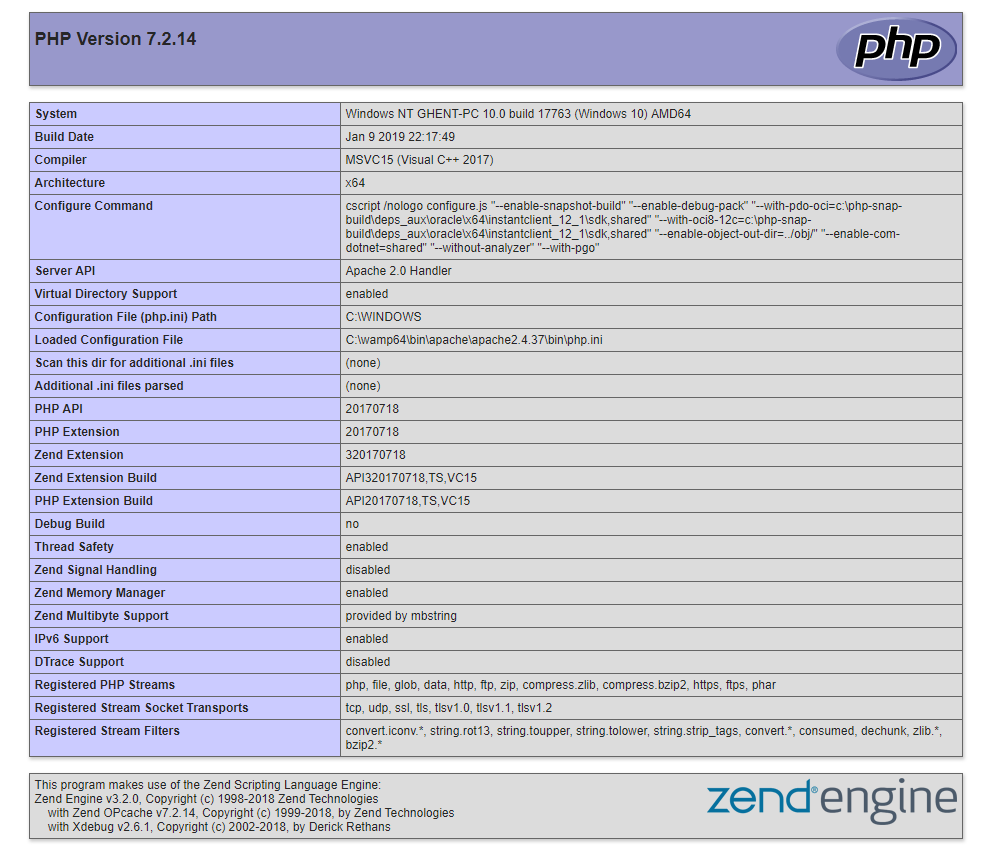 PHP Version 7.2.14
php
System Windows NT GHENT-PC 10.0 build 17763 (Windows 10) AMD64
Build Date Jan 9 2019 22:17:49
Compiler MSVC15 (Visual C++ 2017)
Architecture x64
Configure Command cscript /nologo configure.js "--enable-snapshot-build" "--enable-debug-pack" "--with-pdo-oci=c:\php-snap-
build\deps_aux\oracle\x64\instantclient_12_1\sdk,shared" "--with-oci8-12c=c:\php-snap-
build\deps_aux\oracle\x64\instantclient_12_1\sdk,shared" "--enable-object-out-dir=../obj/" "--enable-com-
dotnet=shared" "--without-analyzer" "--with-pgo"
Server API Apache 2.0 Handler
Virtual Directory Support enabled
Configuration File (php.ini) Path C:\WINDOWS
Loaded Configuration File C:\wamp64\bin\apache\apache2.4.37\bin\php.ini
Scan this dir for additional .ini files (none)
Additional .ini files parsed (none)
PHP API 20170718
PHP Extension 20170718
Zend Extension 320170718
Zend Extension Build API320170718,TS,VC15
PHP Extension Build API20170718,TS,VC15
Debug Build no
Thread Safety enabled
Zend Signal Handling disabled
Zend Memory Manager enabled
Zend Multibyte Support provided by mbstring
IPv6 Support enabled
DTrace Support disabled
Registered PHP Streams php, file, glob, data, http, ftp, zip, compress.zlib, compress.bzip2, https, ftps, phar
Registered Stream Socket Transports tcp, udp, ssl, tls, tlsv1.0, tlsv1.1, tlsv1.2
Registered Stream Filters convert.iconv.*, string.rot13, string.toupper, string.tolower, string.strip_tags, convert.*, consumed, dechunk, zlib.*,
bzip2.*
This program makes use of the Zend Scripting Language Engine:
Zend Engine v3.2.0, Copyright (c) 1998-2018 Zend Technologies
with Zend OPcache v7.2.14, Copyright (c) 1999-2018, by Zend Technologies
with Xdebug v2.6.1, Copyright (c) 2002-2018, by Derick Rethans
zend® engine